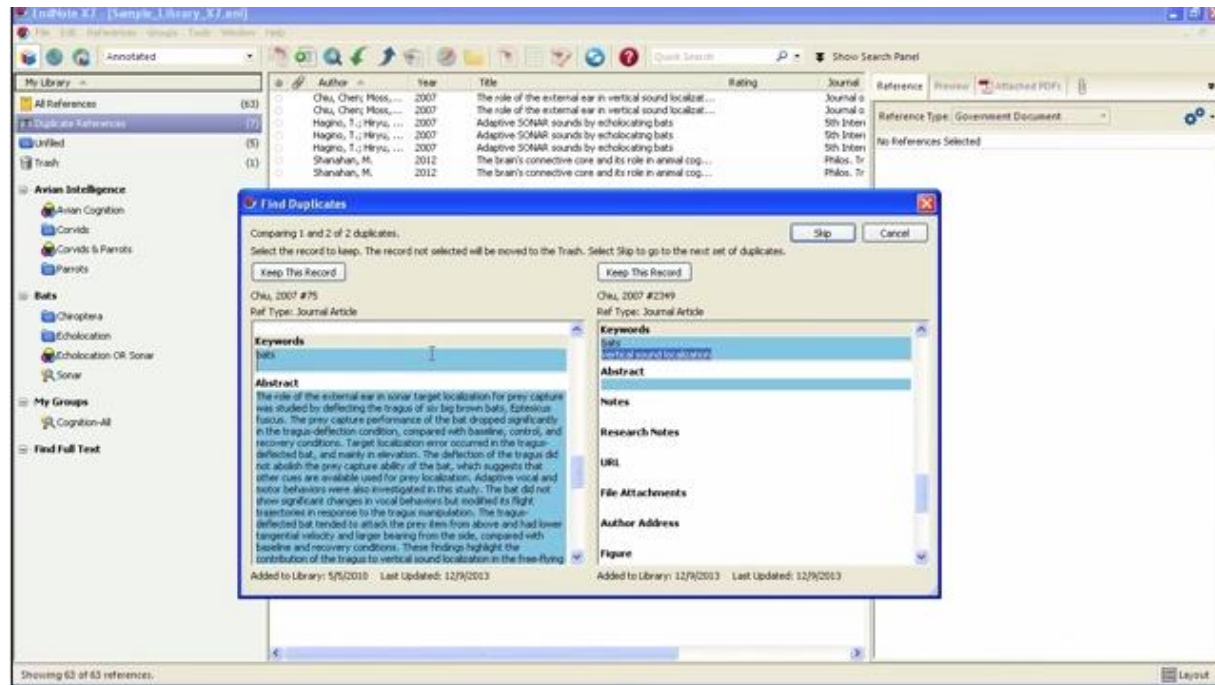 EndNote X7 - [Sample_Library_X7.enl]
File Edit References Groups Tools Window Help
Annotated
Quick Search
Show Search Panel
My Library
All References (63)
Duplicate References (7)
Unfiled (5)
Trash (1)
Avian Intelligence
Avian Cognition
Corvids
Corvids & Parrots
Parrots
Bats
Chiroptera
Echolocation
Echolocation OR Sonar
Sonar
My Groups
Cognition-All
Find Full Text
Author Year Title Rating Journal
Chiu, Chen; Moss, ... 2007 The role of the external ear in vertical sound localizat... Journal o
Chiu, Chen; Moss, ... 2007 The role of the external ear in vertical sound localizat... Journal o
Hagino, T.; Hiryu, ... 2007 Adaptive SONAR sounds by echolocating bats 5th Intern
Hagino, T.; Hiryu, ... 2007 Adaptive SONAR sounds by echolocating bats 5th Intern
Hagino, T.; Hiryu, ... 2007 Adaptive SONAR sounds by echolocating bats 5th Intern
Shanahan, M. 2012 The brain's connective core and its role in animal cog... Philos. Tr
Shanahan, M. 2012 The brain's connective core and its role in animal cog... Philos. Tr
Reference Preview Attached PDFs
Reference Type: Government Document
No References Selected
Find Duplicates
Comparing 1 and 2 of 2 duplicates.
Skip Cancel
Select the record to keep. The record not selected will be moved to the Trash. Select Skip to go to the next set of duplicates.
Keep This Record
Chiu, 2007 #75
Ref Type: Journal Article
Keywords
bats
Abstract
The role of the external ear in sonar target localization for prey capture
was studied by deflecting the tragus of six big brown bats, Eptesicus
fuscus. The prey capture performance of the bat dropped significantly
in the tragus-deflection condition, compared with baseline, control, and
recovery conditions. Target localization error occurred in the tragus-
deflected bat, and mainly in elevation. The deflection of the tragus did
not abolish the prey capture ability of the bat, which suggests that
other cues are available used for prey localization. Adaptive vocal and
motor behaviors were also investigated in this study. The bat did not
show significant changes in vocal behaviors but modified its flight
trajectories in response to the tragus manipulation. The tragus-
deflected bat tended to attack the prey item from above and had lower
tangential velocity and larger bearing from the side, compared with
baseline and recovery conditions. These findings highlight the
contribution of the tragus to vertical sound localization in the free-flying
Added to Library: 5/5/2010 Last Updated: 12/9/2013
Keep This Record
Chiu, 2007 #2349
Ref Type: Journal Article
Keywords
bats
vertical sound localization
Abstract
Notes
Research Notes
URL
File Attachments
Author Address
Figure
Added to Library: 12/9/2013 Last Updated: 12/9/2013
Showing 63 of 63 references.
Layout